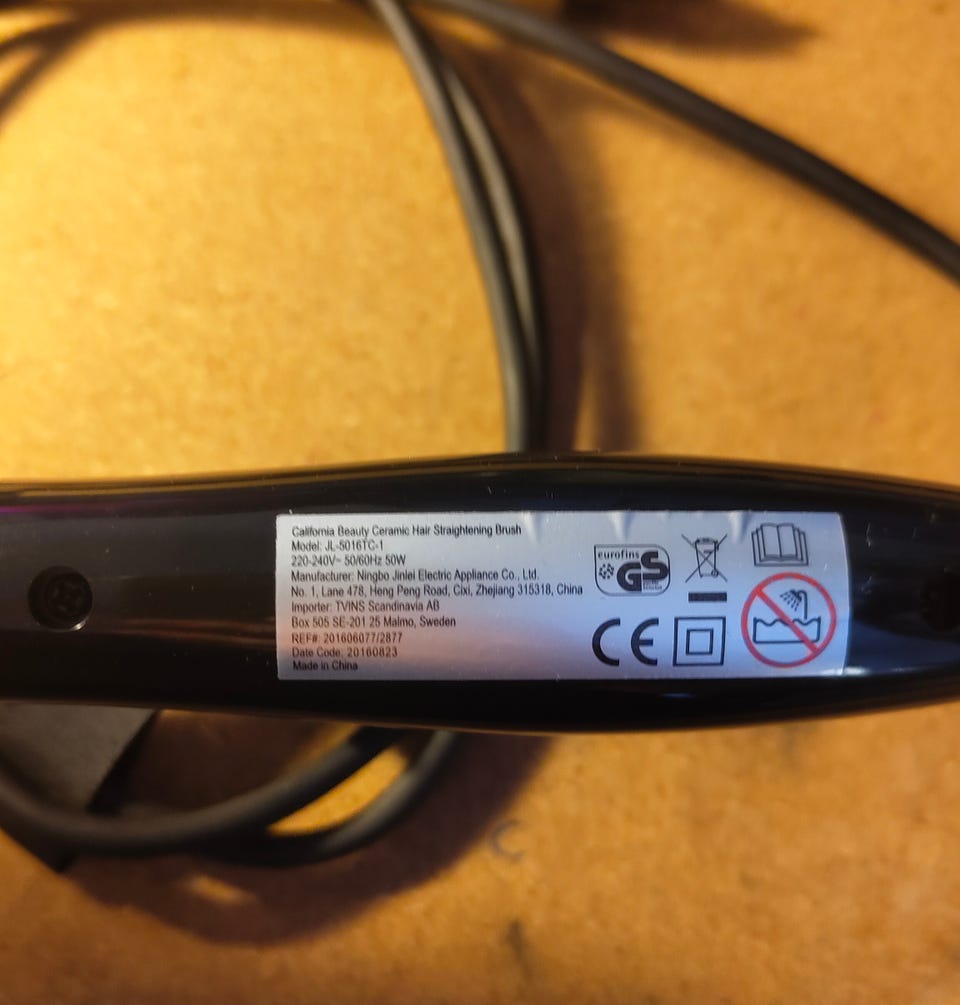 California Beauty Ceramic Hair Straightening Brush
Model: JL-5016TC-1
220-240V~ 50/60Hz 50W
Manufacturer: Ningbo Jinlei Electric Appliance Co., Ltd.
No. 1, Lane 478, Heng Peng Road, Cixi, Zhejiang 315318, China
Importer: TVINS Scandinavia AB
Box 505 SE-201 25 Malmo, Sweden
REF#: 201606077/2877
Date Code: 20160823
Made in China
eurofins
GS
CE